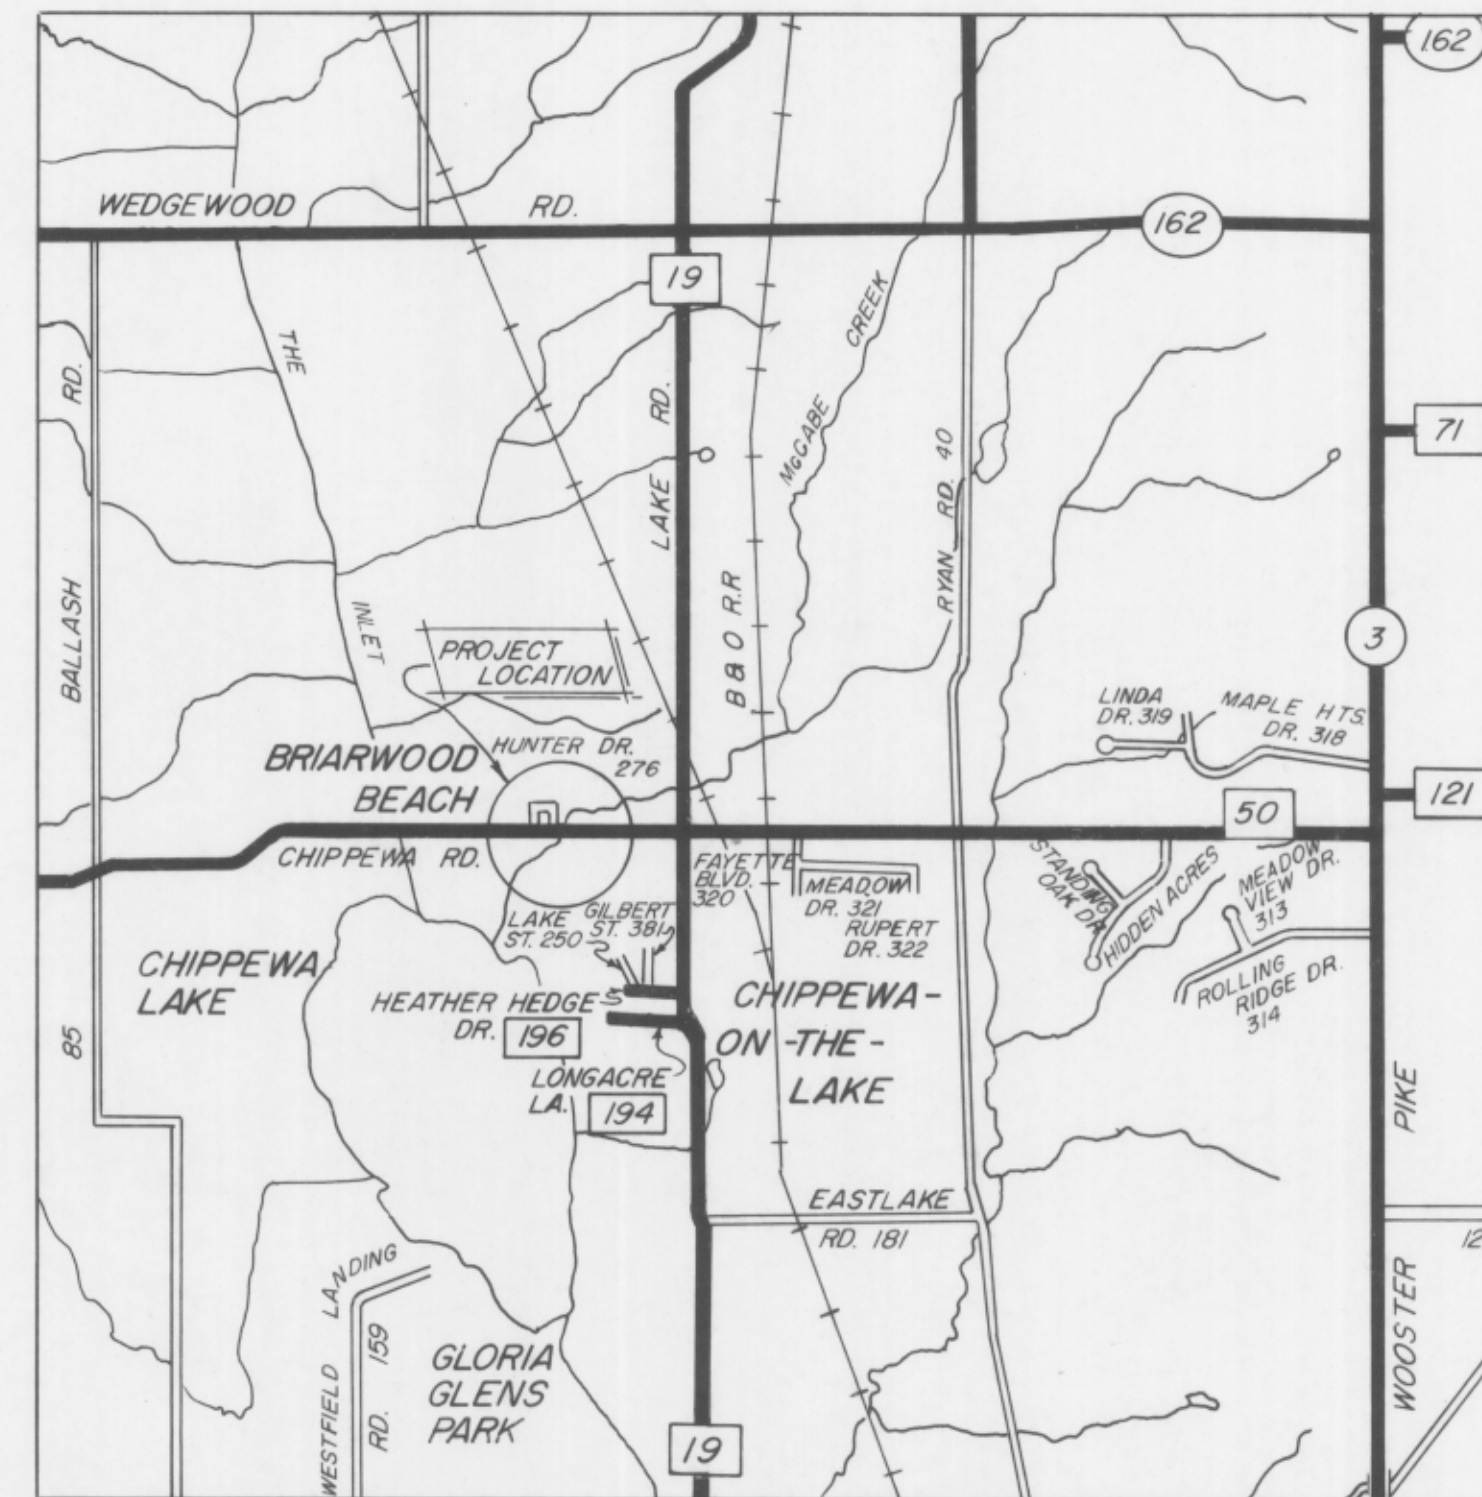 162
WEDGEWOOD RD.
162
19
THE
CREEK
RD.
RD.
McCABE
71
RYAN RD. 40
LAKE
B & O R.R
BALLASH
INLET
3
PROJECT
LOCATION
LINDA
DR. 319
MAPLE HTS.
DR. 318
BRIARWOOD
BEACH
HUNTER DR.
276
121
50
CHIPPEWA RD.
FAYETTE
BLVD.
320
MEADOW
DR. 321
RUPERT
DR. 322
STANDING
OAK DR.
HIDDEN ACRES
MEADOW
VIEW DR.
313
LAKE
ST. 250
GILBERT
ST. 381
ROLLING
RIDGE DR.
314
CHIPPEWA
LAKE
HEATHER HEDGE
DR.
196
CHIPPEWA-
ON-THE-
LAKE
85
LONGACRE
LA.
194
PIKE
EASTLAKE
RD. 181
12
LANDING
WESTFIELD
RD. 159
GLORIA
GLENS
PARK
WOOSTER
19